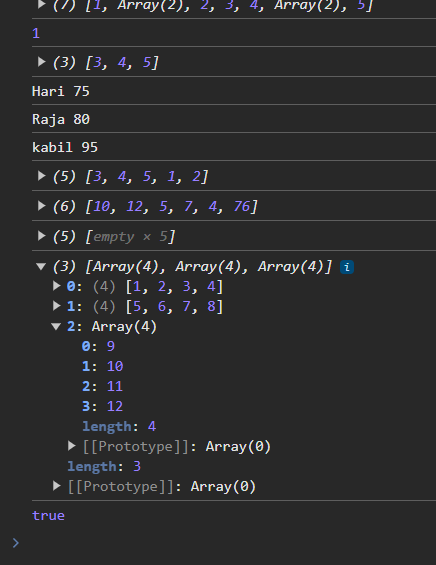 (7) [1, Array(2), 2, 3, 4, Array(2), 5]
1
(3) [3, 4, 5]
Hari 75
Raja 80
kabil 95
(5) [3, 4, 5, 1, 2]
(6) [10, 12, 5, 7, 4, 76]
(5) [empty × 5]
(3) [Array(4), Array(4), Array(4)] i
0: (4) [1, 2, 3, 4]
1: (4) [5, 6, 7, 8]
2: Array(4)
0: 9
1: 10
2: 11
3: 12
length: 4
[[Prototype]]: Array(0)
length: 3
[[Prototype]]: Array(0)
true